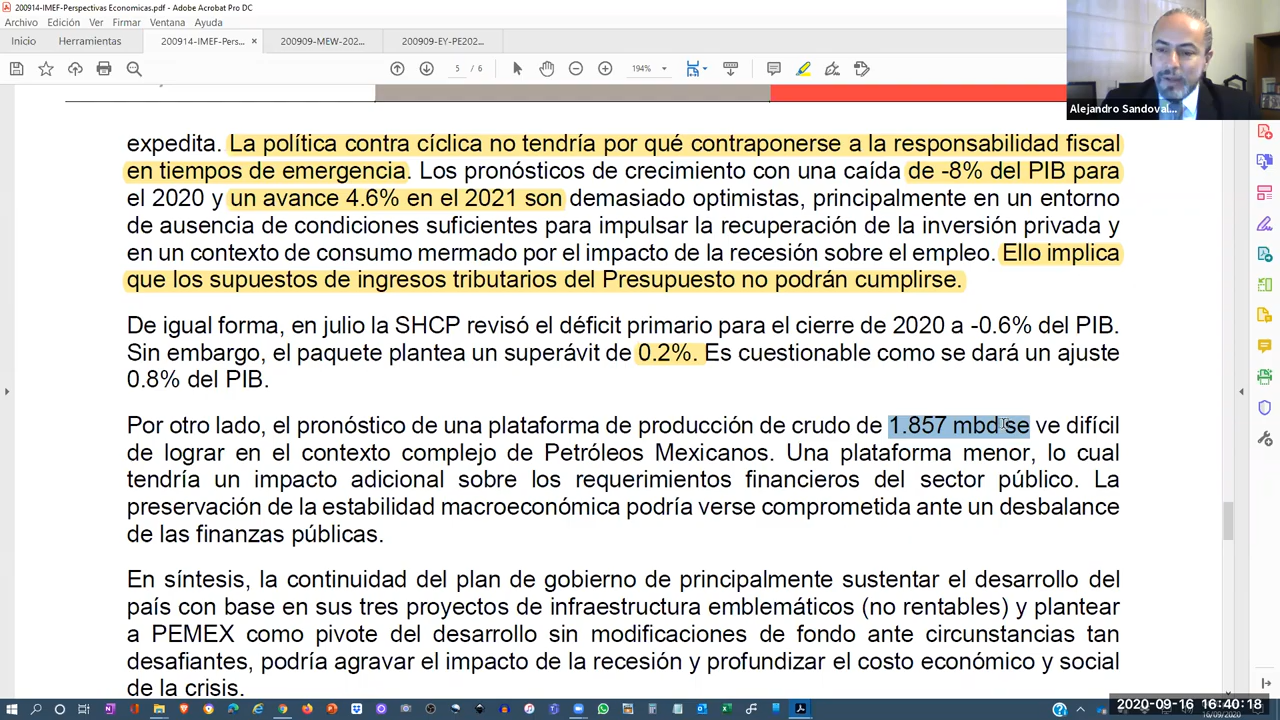 200914-IMEF-Perspectivas Economicas.pdf - Adobe Acrobat Pro DC
Archivo Edición Ver Firmar Ventana Ayuda
Inicio Herramientas 200914-IMEF-Pers... × 200909-MEW-202... 200909-EY-PE202...
5 / 6 194%
Alejandro Sandoval...
expedita. La política contra cíclica no tendría por qué contraponerse a la responsabilidad fiscal
en tiempos de emergencia. Los pronósticos de crecimiento con una caída de -8% del PIB para
el 2020 y un avance 4.6% en el 2021 son demasiado optimistas, principalmente en un entorno
de ausencia de condiciones suficientes para impulsar la recuperación de la inversión privada y
en un contexto de consumo mermado por el impacto de la recesión sobre el empleo. Ello implica
que los supuestos de ingresos tributarios del Presupuesto no podrán cumplirse.
De igual forma, en julio la SHCP revisó el déficit primario para el cierre de 2020 a -0.6% del PIB.
Sin embargo, el paquete plantea un superávit de 0.2%. Es cuestionable como se dará un ajuste
0.8% del PIB.
Por otro lado, el pronóstico de una plataforma de producción de crudo de 1.857 mbd se ve difícil
de lograr en el contexto complejo de Petróleos Mexicanos. Una plataforma menor, lo cual
tendría un impacto adicional sobre los requerimientos financieros del sector público. La
preservación de la estabilidad macroeconómica podría verse comprometida ante un desbalance
de las finanzas públicas.
En síntesis, la continuidad del plan de gobierno de principalmente sustentar el desarrollo del
país con base en sus tres proyectos de infraestructura emblemáticos (no rentables) y plantear
a PEMEX como pivote del desarrollo sin modificaciones de fondo ante circunstancias tan
desafiantes, podría agravar el impacto de la recesión y profundizar el costo económico y social
de la crisis.
2020-09-16 16:40:18